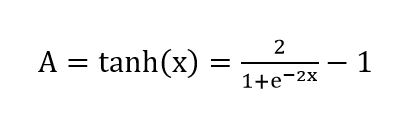 A = tanh(x) = 2/(1+e^(−2x)) − 1